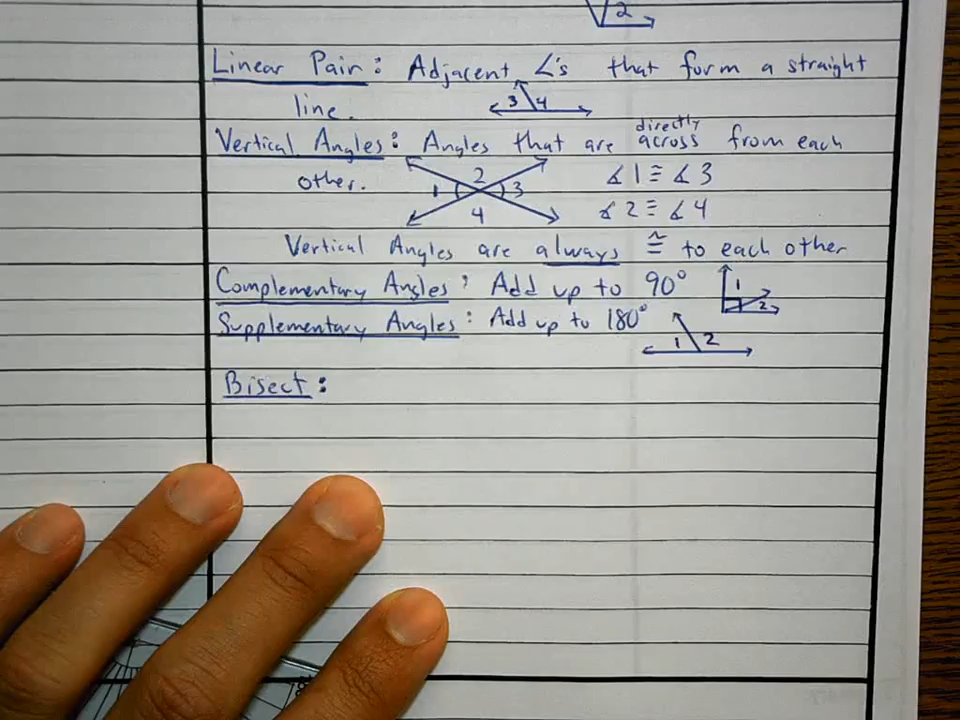 2
Linear Pair: Adjacent ∠'s that form a straight
line. 3 4
Vertical Angles: Angles that are directly across from each
other. 1 2 3 4 ∡1 ≅ ∡3
∡2 ≅ ∡4
Vertical Angles are always ≅ to each other
Complementary Angles: Add up to 90° 1 2
Supplementary Angles: Add up to 180° 1 2
Bisect: